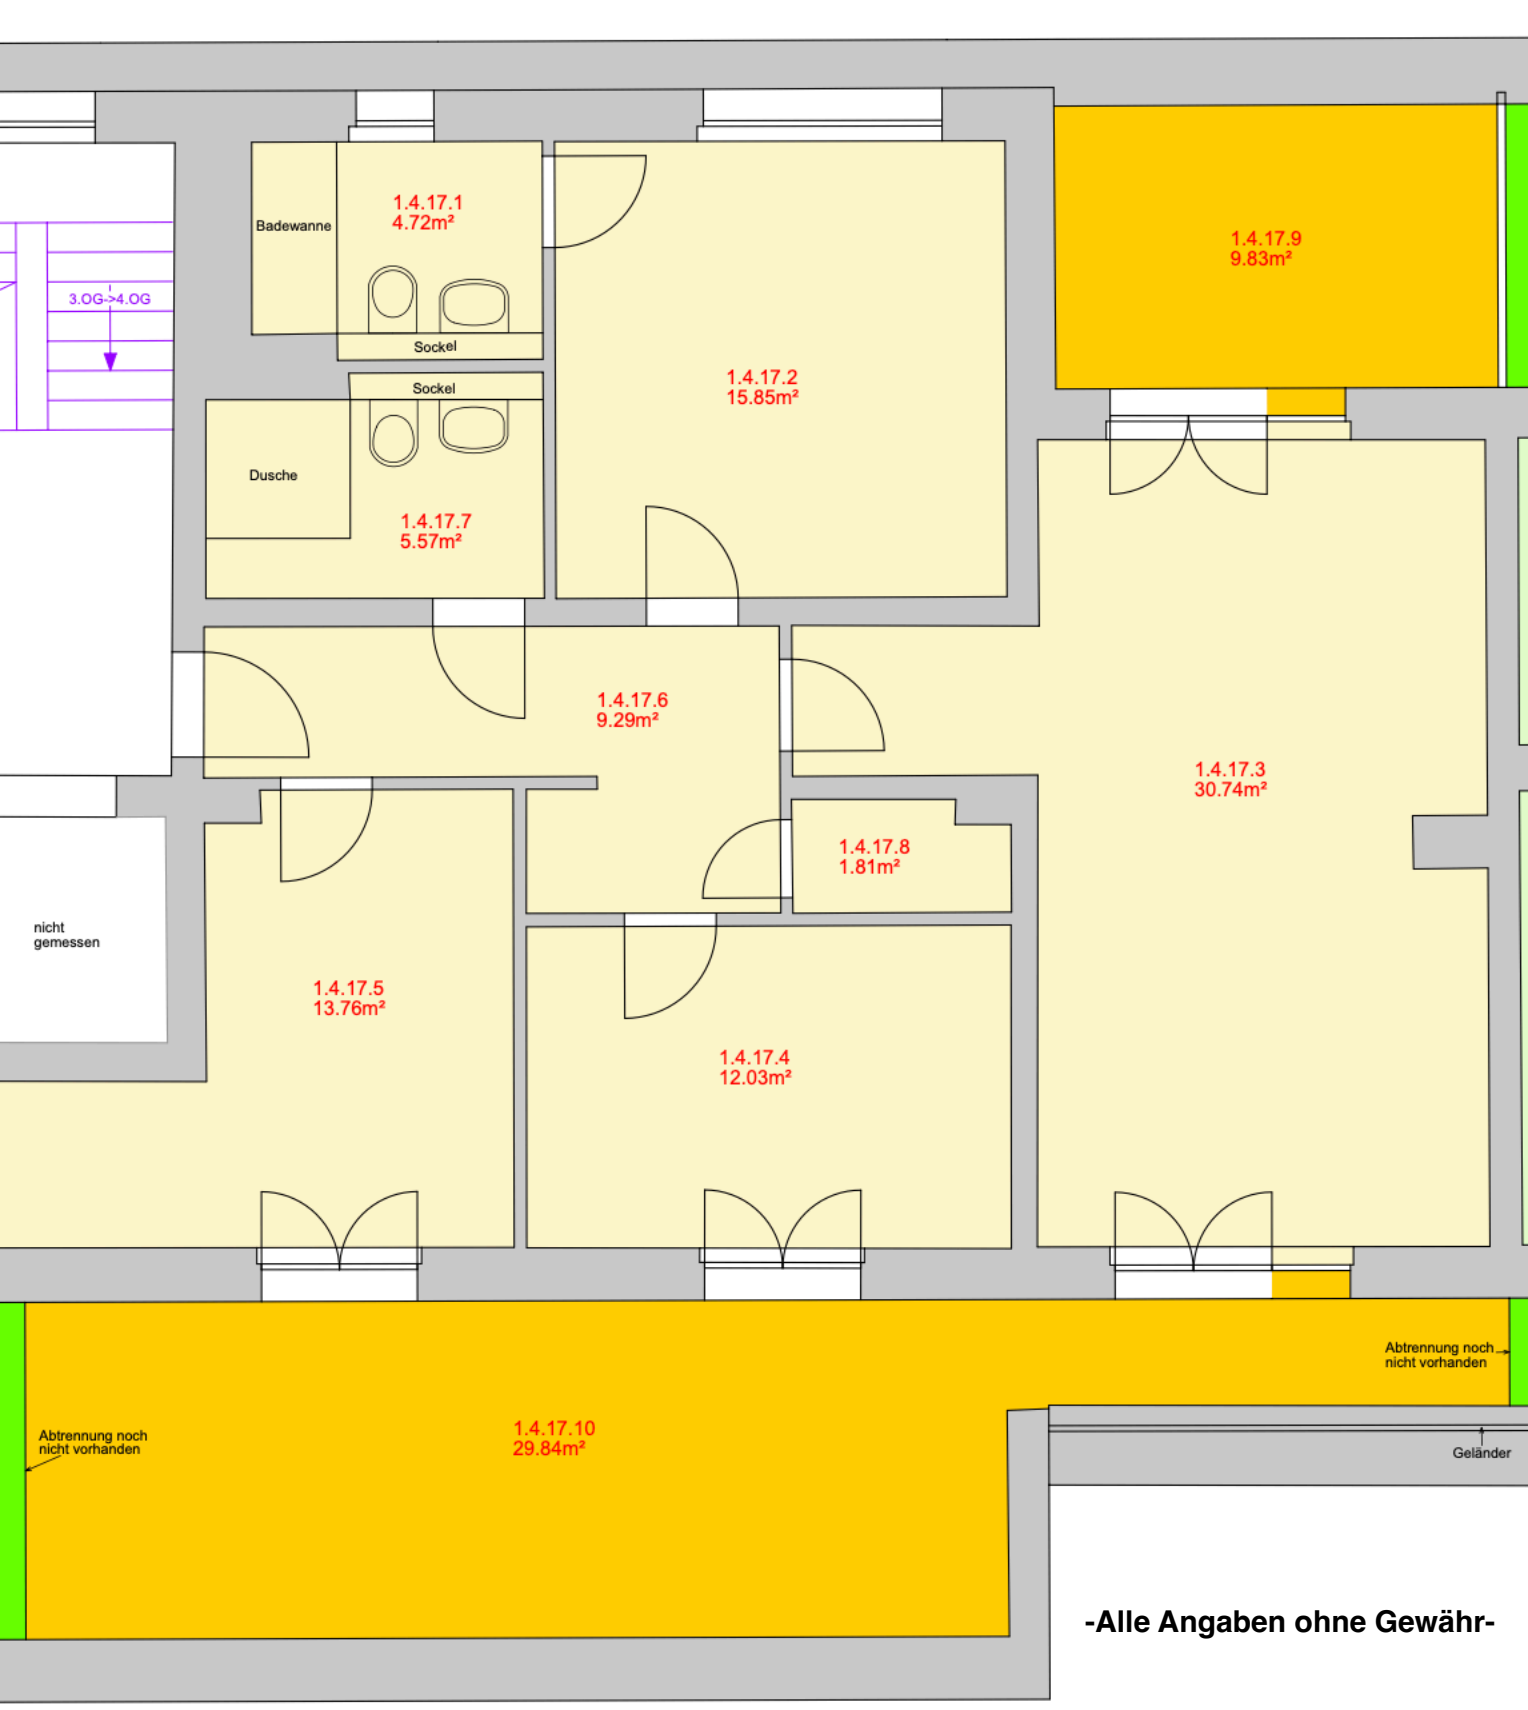 1.4.17.1
4.72m²
Badewanne
1.4.17.9
9.83m²
3.OG->4.OG
Sockel
1.4.17.2
15.85m²
Sockel
Dusche
1.4.17.7
5.57m²
1.4.17.6
9.29m²
1.4.17.3
30.74m²
1.4.17.8
1.81m²
nicht
gemessen
1.4.17.5
13.76m²
1.4.17.4
12.03m²
Abtrennung noch
nicht vorhanden
1.4.17.10
29.84m²
Abtrennung noch
nicht vorhanden
Geländer
-Alle Angaben ohne Gewähr-